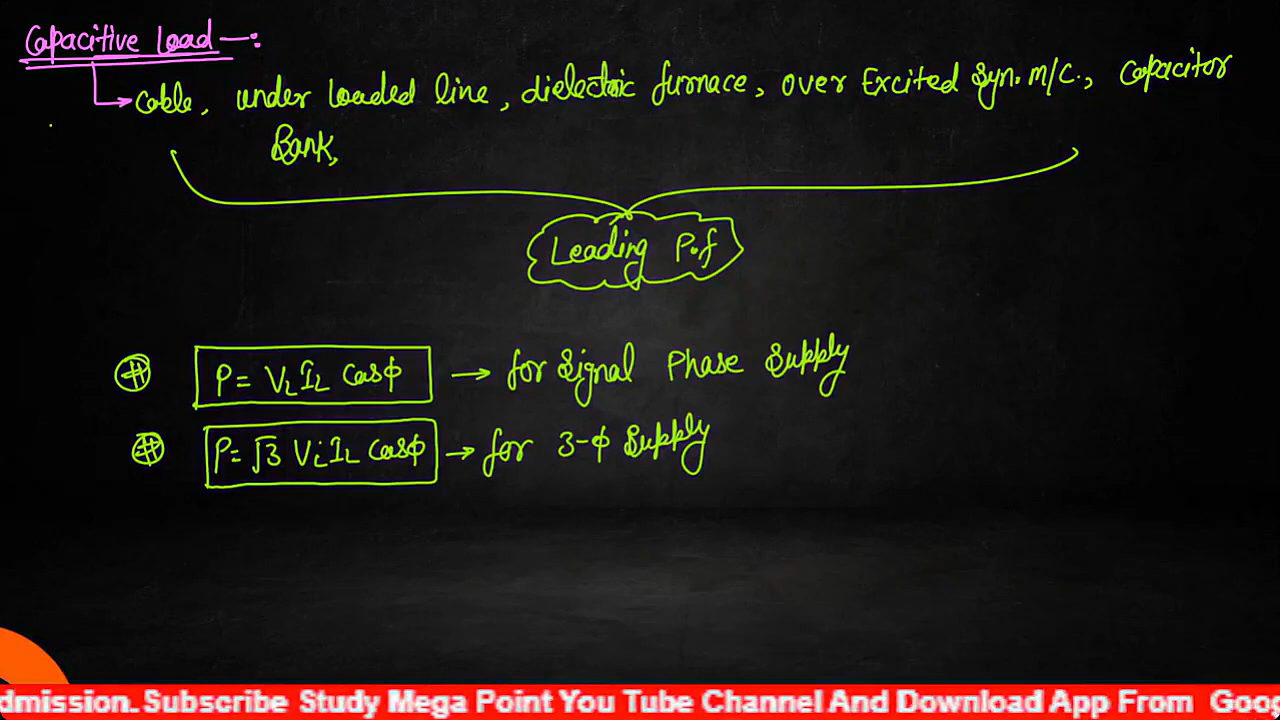 Capacitive Load —:
→ Cable, under loaded line, dielectric furnace, over Excited Syn. M/C., Capacitor
Bank,
Leading P.f
# P = VL IL Cosϕ → for Signal Phase Supply
# P = √3 VL IL Cosϕ → for 3-ϕ Supply
dmission. Subscribe Study Mega Point You Tube Channel And Download App From Goog